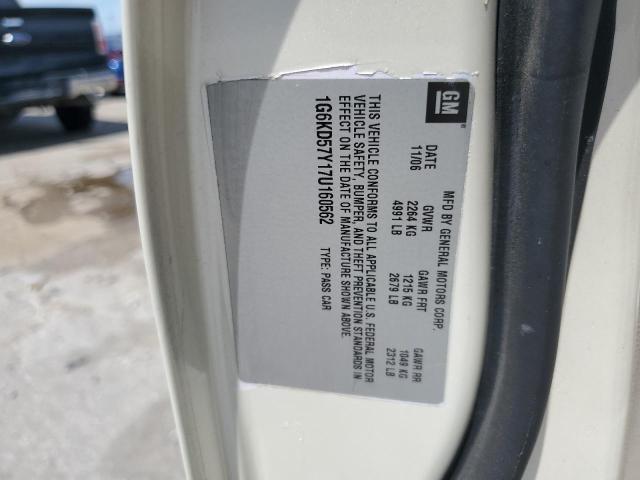 GM
MFD BY GENERAL MOTORS CORP.
DATE GVWR GAWR FRT GAWR RR
11/06 2264 KG 1215 KG 1049 KG
4991 LB 2679 LB 2312 LB
THIS VEHICLE CONFORMS TO ALL APPLICABLE U.S. FEDERAL MOTOR
VEHICLE SAFETY, BUMPER, AND THEFT PREVENTION STANDARDS IN
EFFECT ON THE DATE OF MANUFACTURE SHOWN ABOVE.
1G6KD57Y17U160562 TYPE: PASS CAR